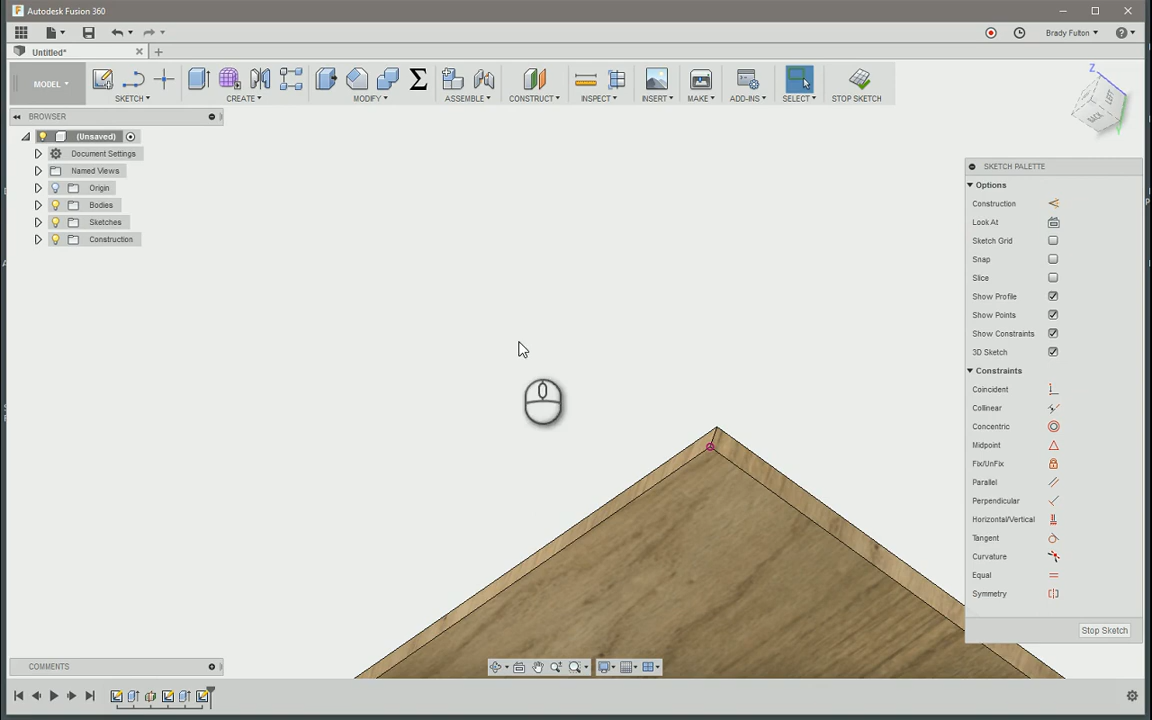 Autodesk Fusion 360
Brady Fulton
Untitled*
MODEL
SKETCH
CREATE
MODIFY
ASSEMBLE
CONSTRUCT
INSPECT
INSERT
MAKE
ADD-INS
SELECT
STOP SKETCH
BROWSER
(Unsaved)
Document Settings
Named Views
Origin
Bodies
Sketches
Construction
Z
BACK
LEFT
SKETCH PALETTE
Options
Construction
Look At
Sketch Grid
Snap
Slice
Show Profile
Show Points
Show Constraints
3D Sketch
Constraints
Coincident
Collinear
Concentric
Midpoint
Fix/UnFix
Parallel
Perpendicular
Horizontal/Vertical
Tangent
Curvature
Equal
Symmetry
Stop Sketch
COMMENTS